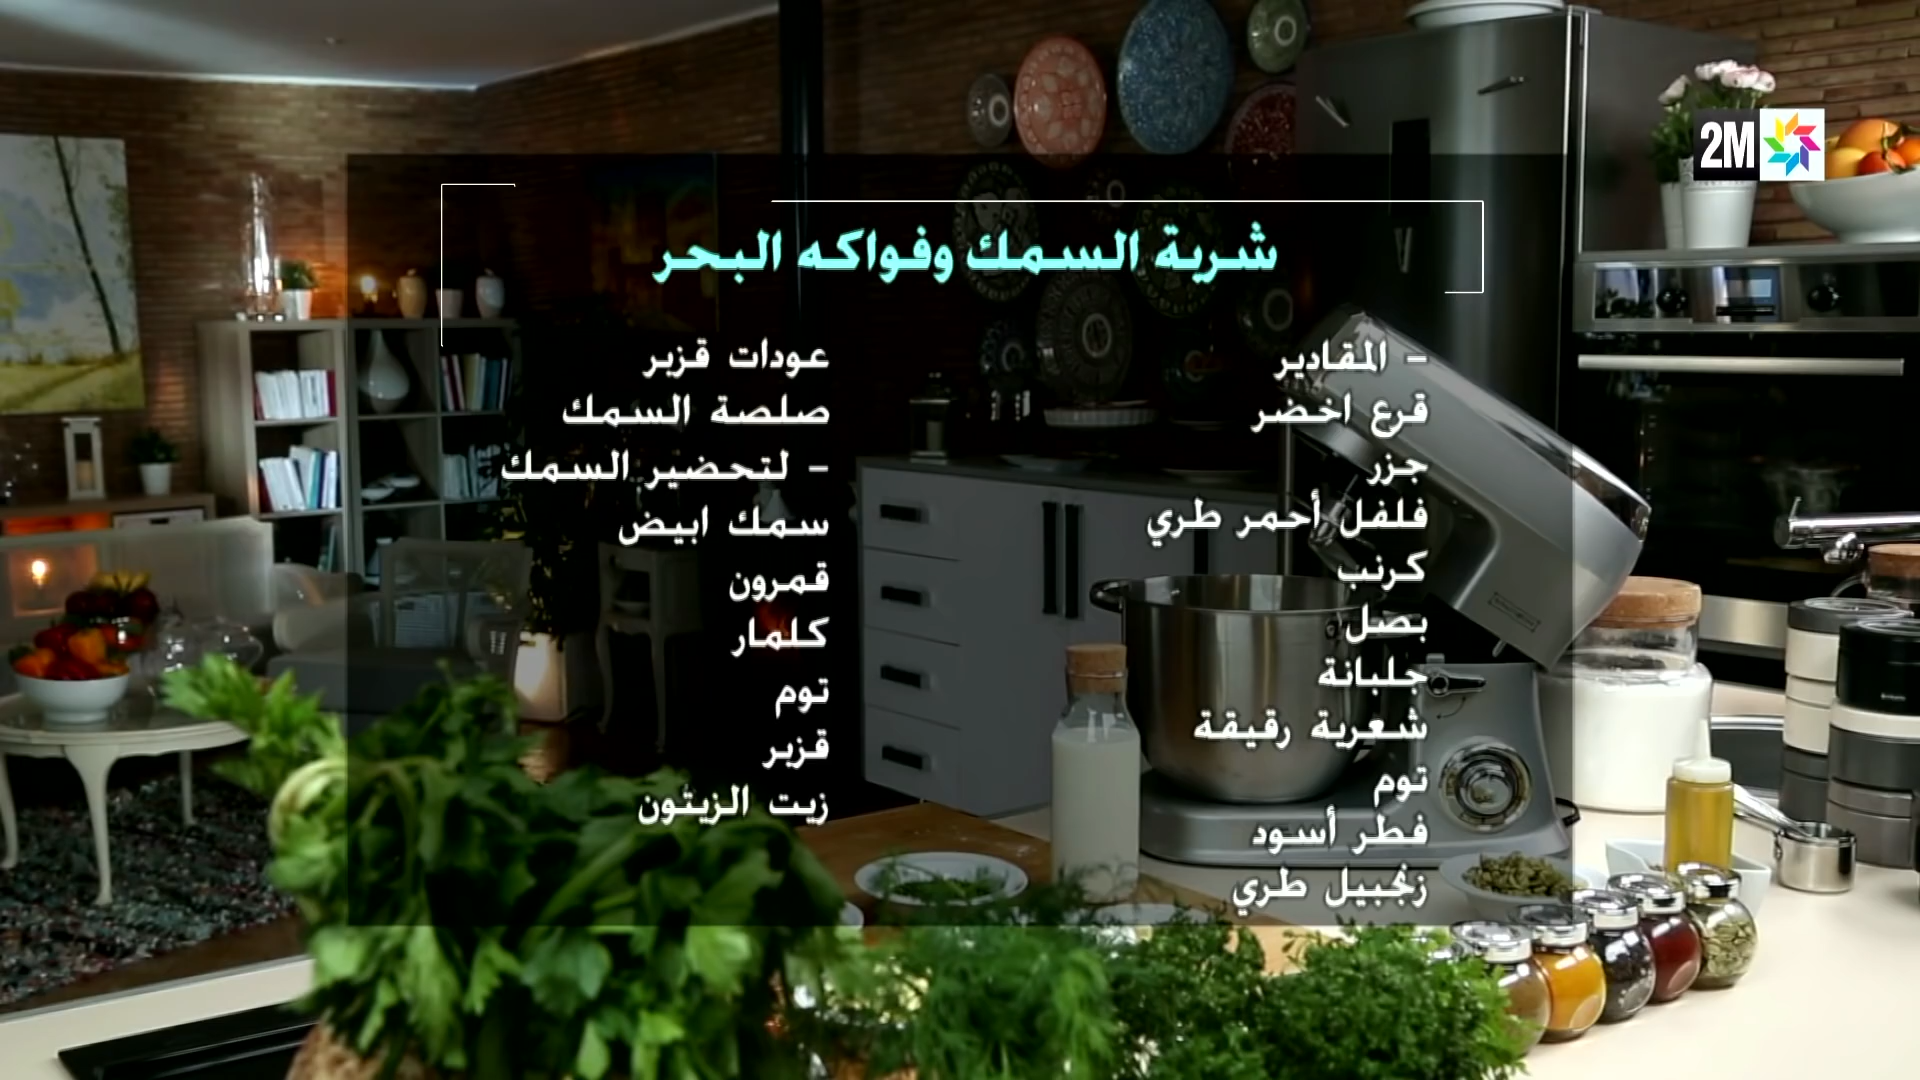 2M
شربة السمك وفواكه البحر
- المقادير
قرع اخضر
جزر
فلفل أحمر طري
كرنب
بصل
جلبانة
شعرية رقيقة
توم
فطر أسود
زنجبيل طري
عودات قزبر
صلصة السمك
- لتحضير السمك
سمك ابيض
قمرون
كلمار
توم
قزبر
زيت الزيتون